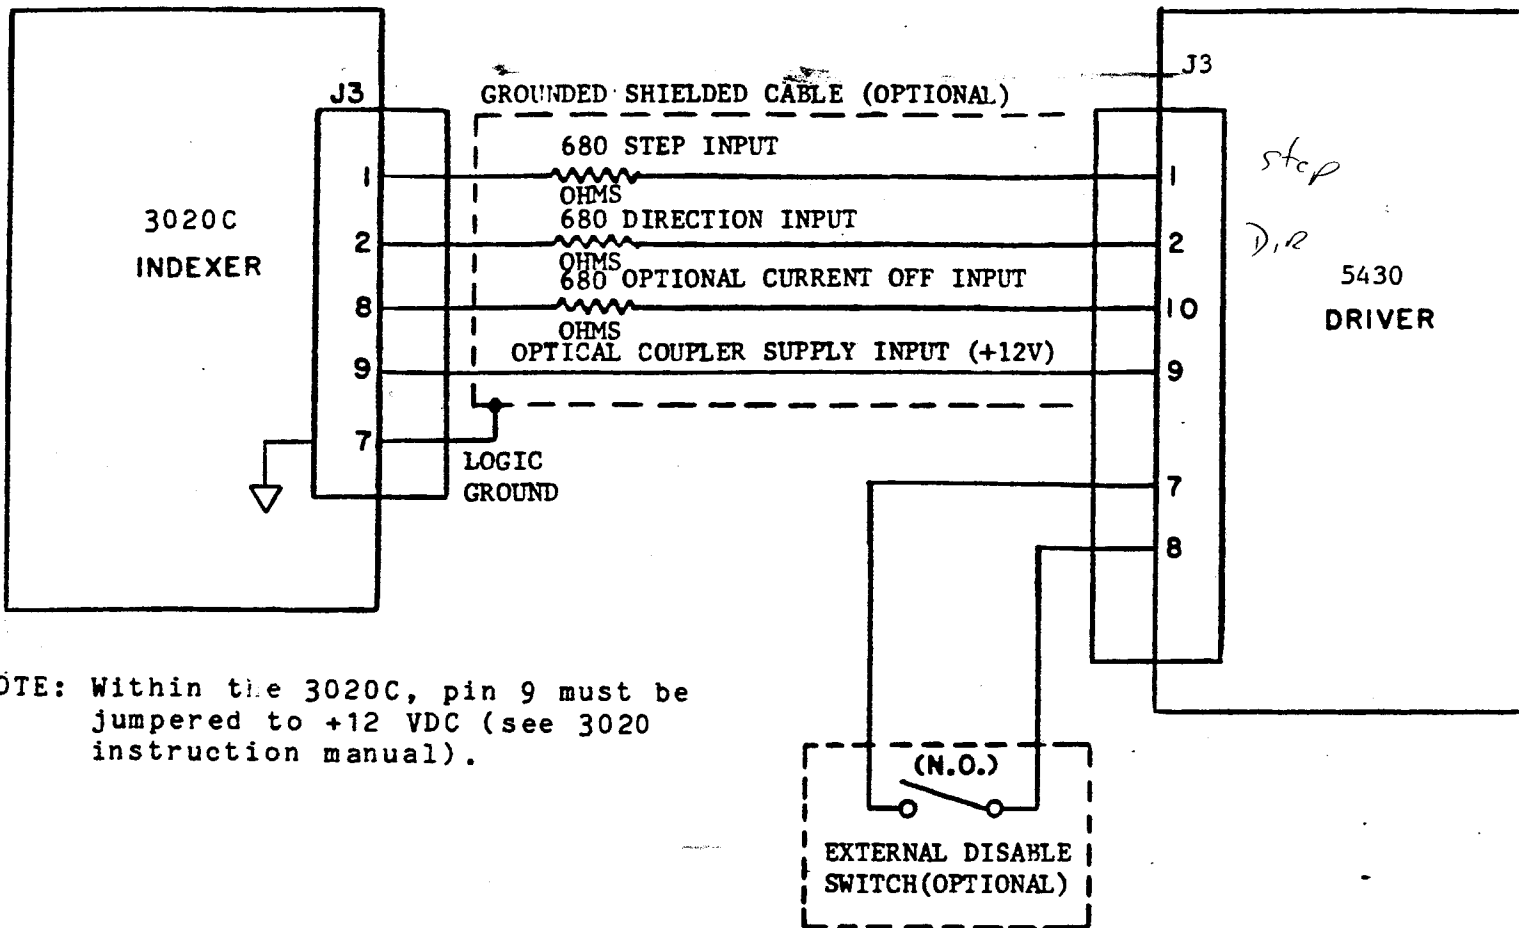 J3
J3
GROUNDED SHIELDED CABLE (OPTIONAL)
680 STEP INPUT
OHMS
1
1
step
680 DIRECTION INPUT
OHMS
2
2
DIR
3020C
INDEXER
680 OPTIONAL CURRENT OFF INPUT
OHMS
8
10
5430
DRIVER
OPTICAL COUPLER SUPPLY INPUT (+12V)
9
9
7
LOGIC
GROUND
7
8
OTE: Within the 3020C, pin 9 must be
jumpered to +12 VDC (see 3020
instruction manual).
(N.O.)
EXTERNAL DISABLE
SWITCH(OPTIONAL)